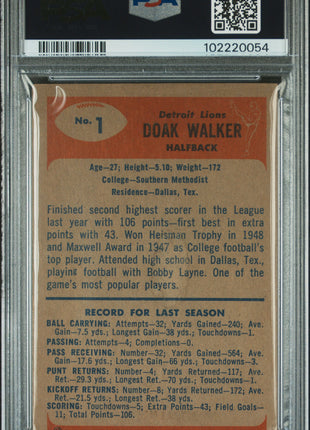 PSA
102220054
No. 1
Detroit Lions
DOAK WALKER
HALFBACK
Age—27; Height—5.10; Weight—172
College—Southern Methodist
Residence—Dallas, Tex.
Finished second highest scorer in the League
last year with 106 points—first best in extra
points with 43. Won Heisman Trophy in 1948
and Maxwell Award in 1947 as College football's
top player. Attended high school in Dallas, Tex.,
playing football with Bobby Layne. One of the
game's most popular players.
RECORD FOR LAST SEASON
BALL CARRYING: Attempts—32; Yards Gained—240; Ave.
Gain—7.5 yds.; Longest Gain—38 yds.; Touchdowns—1.
PASSING: Attempts—4; Completions—0.
PASS RECEIVING: Number—32; Yards Gained—564; Ave.
Gain—17.6 yds.; Longest Gain—66 yds.; Touchdowns—3.
PUNT RETURNS: Number—4; Yards Returned—117; Ave.
Ret.—29.3 yds.; Longest Ret.—70 yds.; Touchdowns—1.
KICKOFF RETURNS: Number—8; Yards Returned—172; Ave.
Ret.—21.5 yds.; Longest Ret.—38 yds.
SCORING: Touchdowns—5; Extra Points—43; Field Goals—
11; Total Points—106.